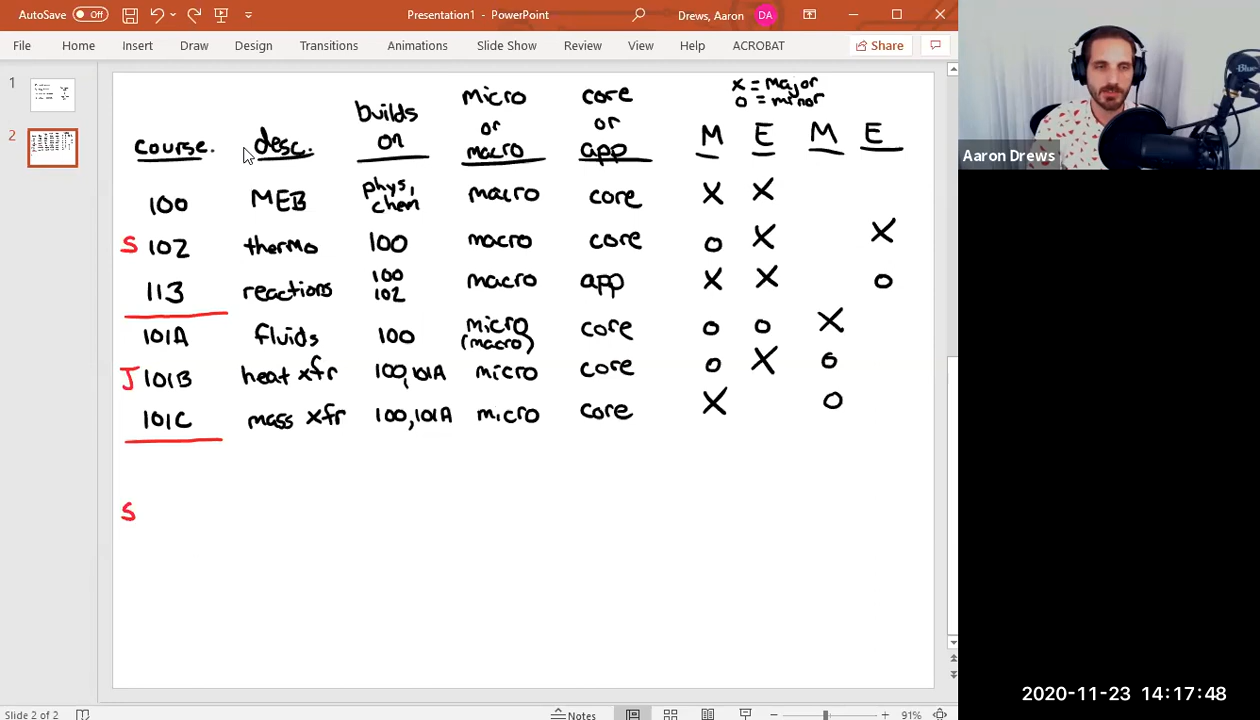 AutoSave Off Presentation1 - PowerPoint Drews, Aaron DA
File Home Insert Draw Design Transitions Animations Slide Show Review View Help ACROBAT Share
1
2
x = major
o = minor
course. desc. builds on micro or macro core or app M E M E
100 MEB phys, chem macro core X X
S 102 thermo 100 macro core o X X
113 reactions 100 102 macro app X X o
101A fluids 100 micro (macro) core o o X
J 101B heat xfr 100,101A micro core o X o
101C mass xfr 100,101A micro core X o
S
Aaron Drews
Blue
2020-11-23 14:17:48
Slide 2 of 2 Notes 91%